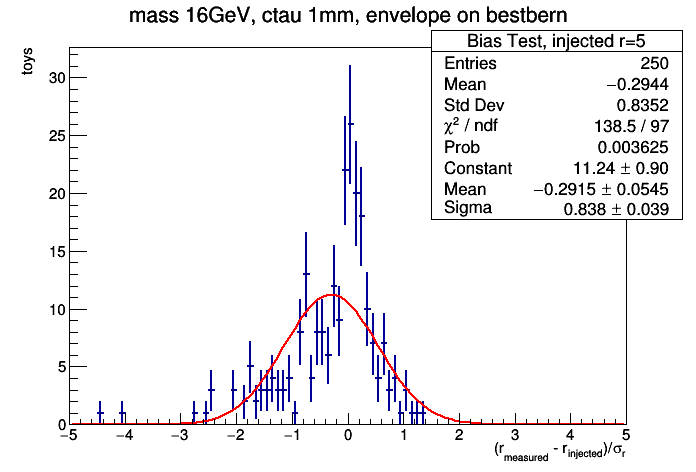 mass 16GeV, ctau 1mm, envelope on bestbern
Bias Test, injected r=5
Entries 250
Mean −0.2944
Std Dev 0.8352
χ² / ndf 138.5 / 97
Prob 0.003625
Constant 11.24 ± 0.90
Mean −0.2915 ± 0.0545
Sigma 0.838 ± 0.039
toys
30
25
20
15
10
5
0
−5 −4 −3 −2 −1 0 1 2 3 4 5
(r_measured - r_injected)/σ_r